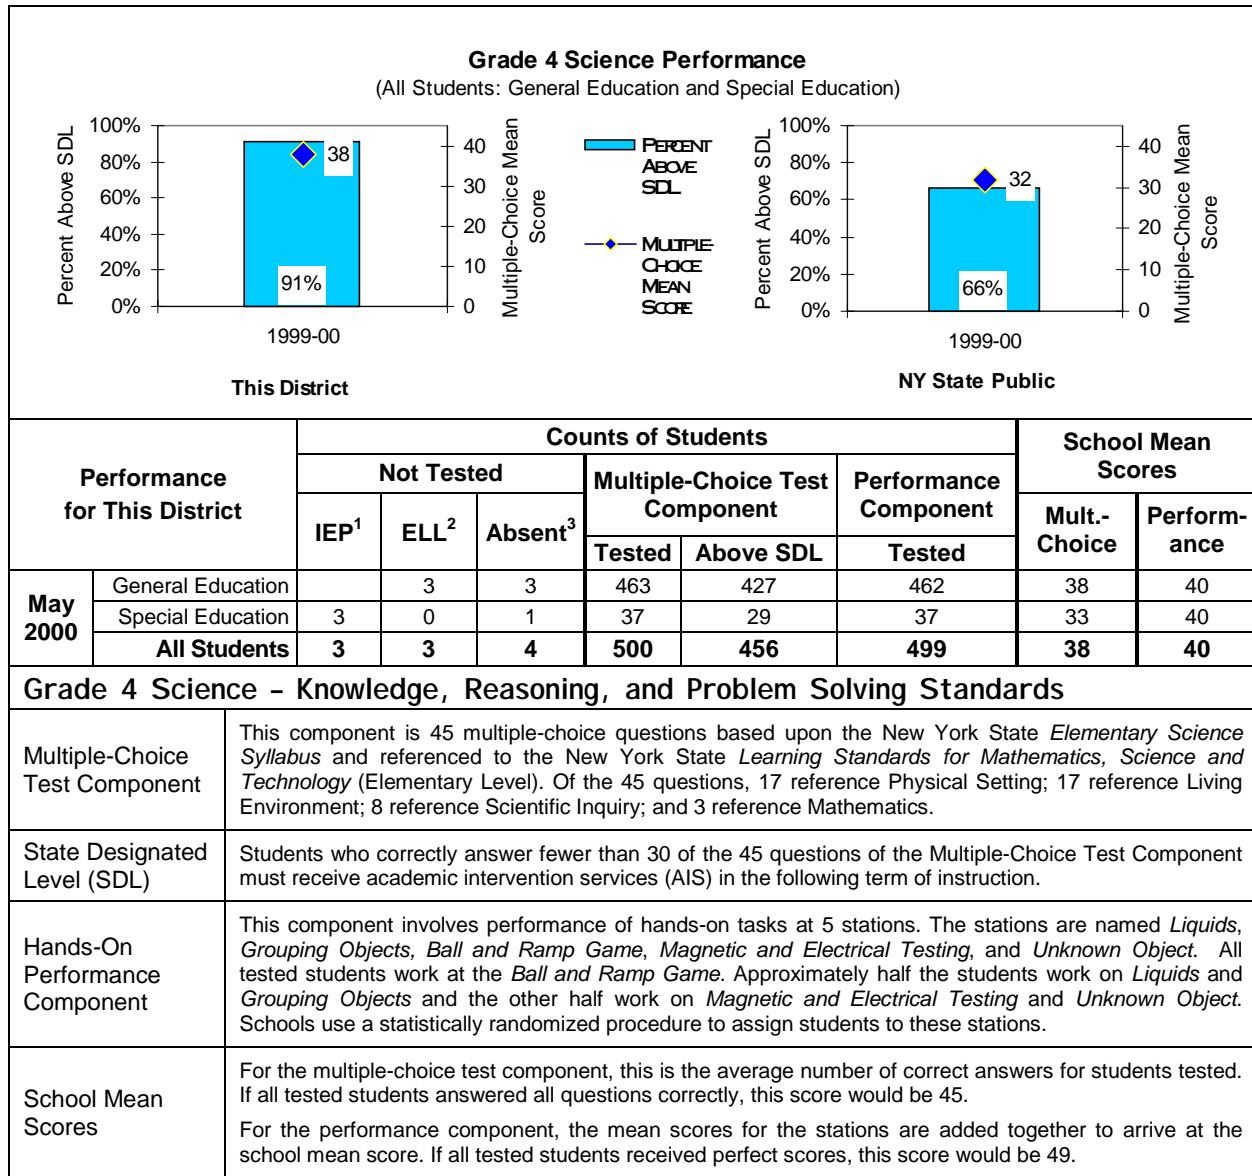 Grade 4 Science Performance
(All Students: General Education and Special Education)
Percent Above SDL
100%
80%
60%
40%
20%
0%
38
91%
40
30
20
10
0
Multiple-Choice Mean
Score
1999-00
This District
PERCENT
ABOVE
SDL
MULTIPLE-
CHOICE
MEAN
SCORE
Percent Above SDL
100%
80%
60%
40%
20%
0%
32
66%
40
30
20
10
0
Multiple-Choice Mean
Score
1999-00
NY State Public
Performance
for This District
Counts of Students
School Mean
Scores
Not Tested
Multiple-Choice Test
Component
Performance
Component
IEP1 ELL2 Absent3
Tested Above SDL Tested
Mult.-
Choice
Perform-
ance
May
2000
General Education 3 3 463 427 462 38 40
Special Education 3 0 1 37 29 37 33 40
All Students 3 3 4 500 456 499 38 40
Grade 4 Science – Knowledge, Reasoning, and Problem Solving Standards
Multiple-Choice
Test Component
This component is 45 multiple-choice questions based upon the New York State Elementary Science
Syllabus and referenced to the New York State Learning Standards for Mathematics, Science and
Technology (Elementary Level). Of the 45 questions, 17 reference Physical Setting; 17 reference Living
Environment; 8 reference Scientific Inquiry; and 3 reference Mathematics.
State Designated
Level (SDL)
Students who correctly answer fewer than 30 of the 45 questions of the Multiple-Choice Test Component
must receive academic intervention services (AIS) in the following term of instruction.
Hands-On
Performance
Component
This component involves performance of hands-on tasks at 5 stations. The stations are named Liquids,
Grouping Objects, Ball and Ramp Game, Magnetic and Electrical Testing, and Unknown Object. All
tested students work at the Ball and Ramp Game. Approximately half the students work on Liquids and
Grouping Objects and the other half work on Magnetic and Electrical Testing and Unknown Object.
Schools use a statistically randomized procedure to assign students to these stations.
School Mean
Scores
For the multiple-choice test component, this is the average number of correct answers for students tested.
If all tested students answered all questions correctly, this score would be 45.
For the performance component, the mean scores for the stations are added together to arrive at the
school mean score. If all tested students received perfect scores, this score would be 49.